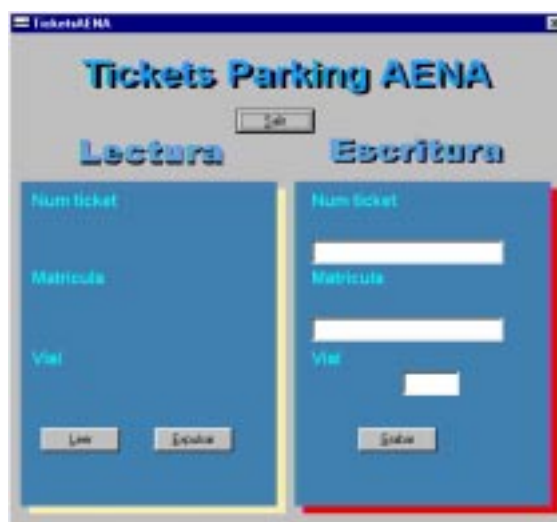 TicketsAENA
Tickets Parking AENA
Salir
Lectura
Escritura
Num ticket
Matricula
Vial
Leer
Expulsar
Num ticket
Matricula
Vial
Grabar